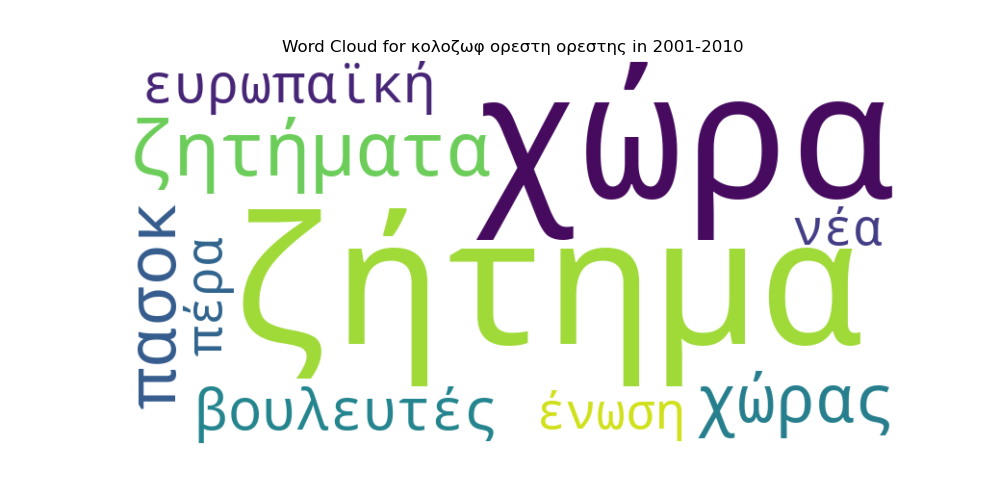 Word Cloud for κολοζωφ ορεστη ορεστης in 2001-2010
ευρωπαϊκή
χώρα
ζητήματα
νέα
πασοκ
πέρα
ζήτημα
βουλευτές
ένωση
χώρας